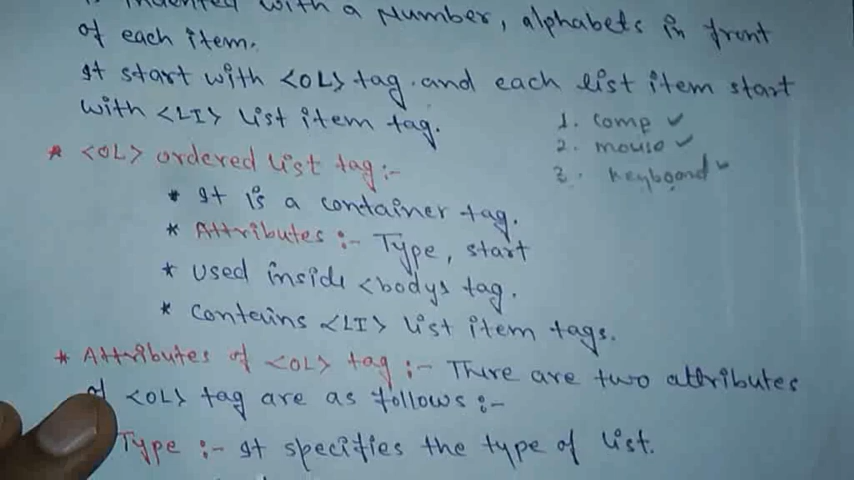 is indented with a Number, alphabets in front
of each item.
It start with <OL> tag. and each list item start
with <LI> list item tag.
1. comp ✓
2. mouse ✓
3. keyboard ✓
* <OL> ordered list tag:-
* It is a container tag.
* Attributes :- Type, start
* Used inside <body> tag.
* Contains <LI> list item tags.
* Attributes of <OL> tag :- There are two attributes
of <OL> tag are as follows :-
Type :- It specifies the type of list.